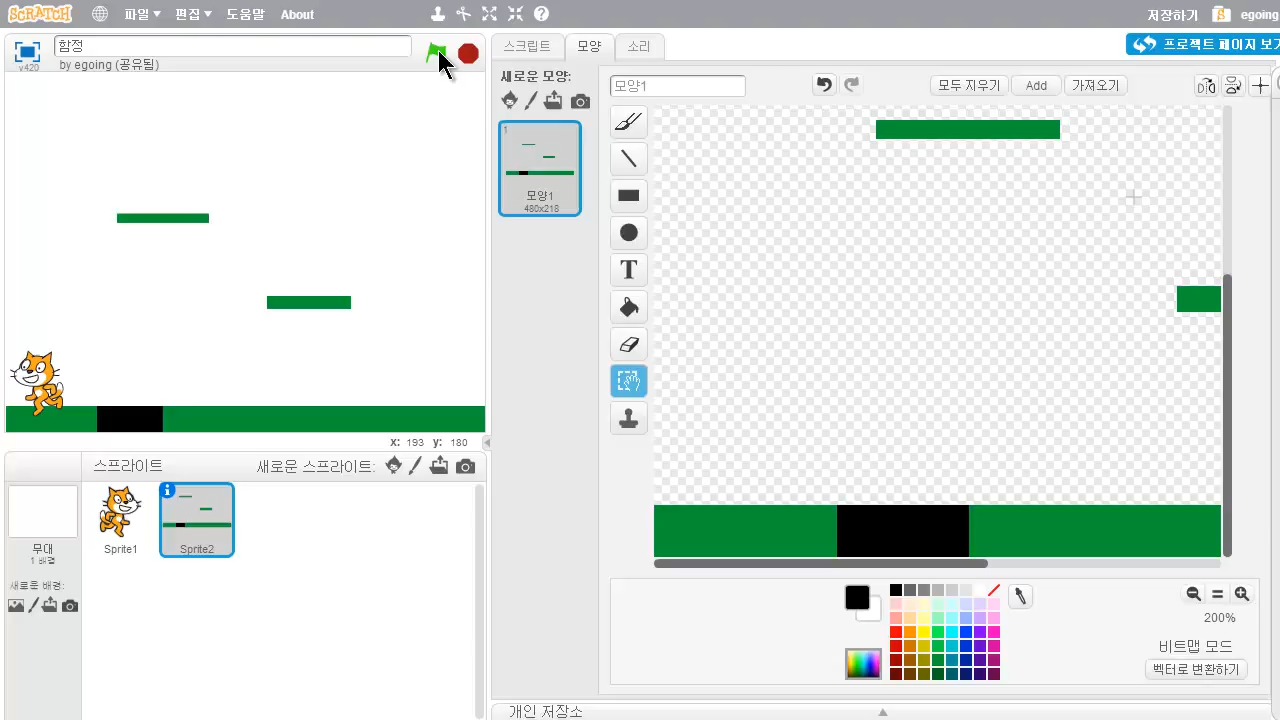 SCRATCH
파일 ▼ 편집 ▼ 도움말 About
저장하기 egoing
v420
함정
by egoing (공유됨)
스크립트 모양 소리
프로젝트 페이지 보기
새로운 모양:
모양1
모두 지우기 Add 가져오기
1
모양1
480x218
T
x: 193 y: 180
스프라이트 새로운 스프라이트:
무대
1 배경
Sprite1
Sprite2
새로운 배경:
200%
비트맵 모드
벡터로 변환하기
개인 저장소